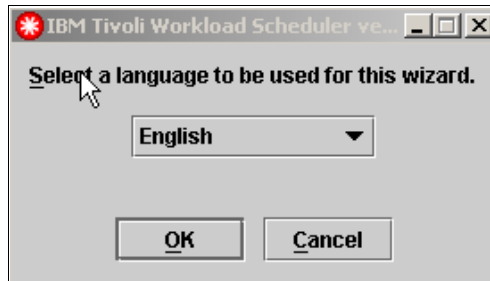 IBM Tivoli Workload Scheduler ve...
Select a language to be used for this wizard.
English
OK
Cancel